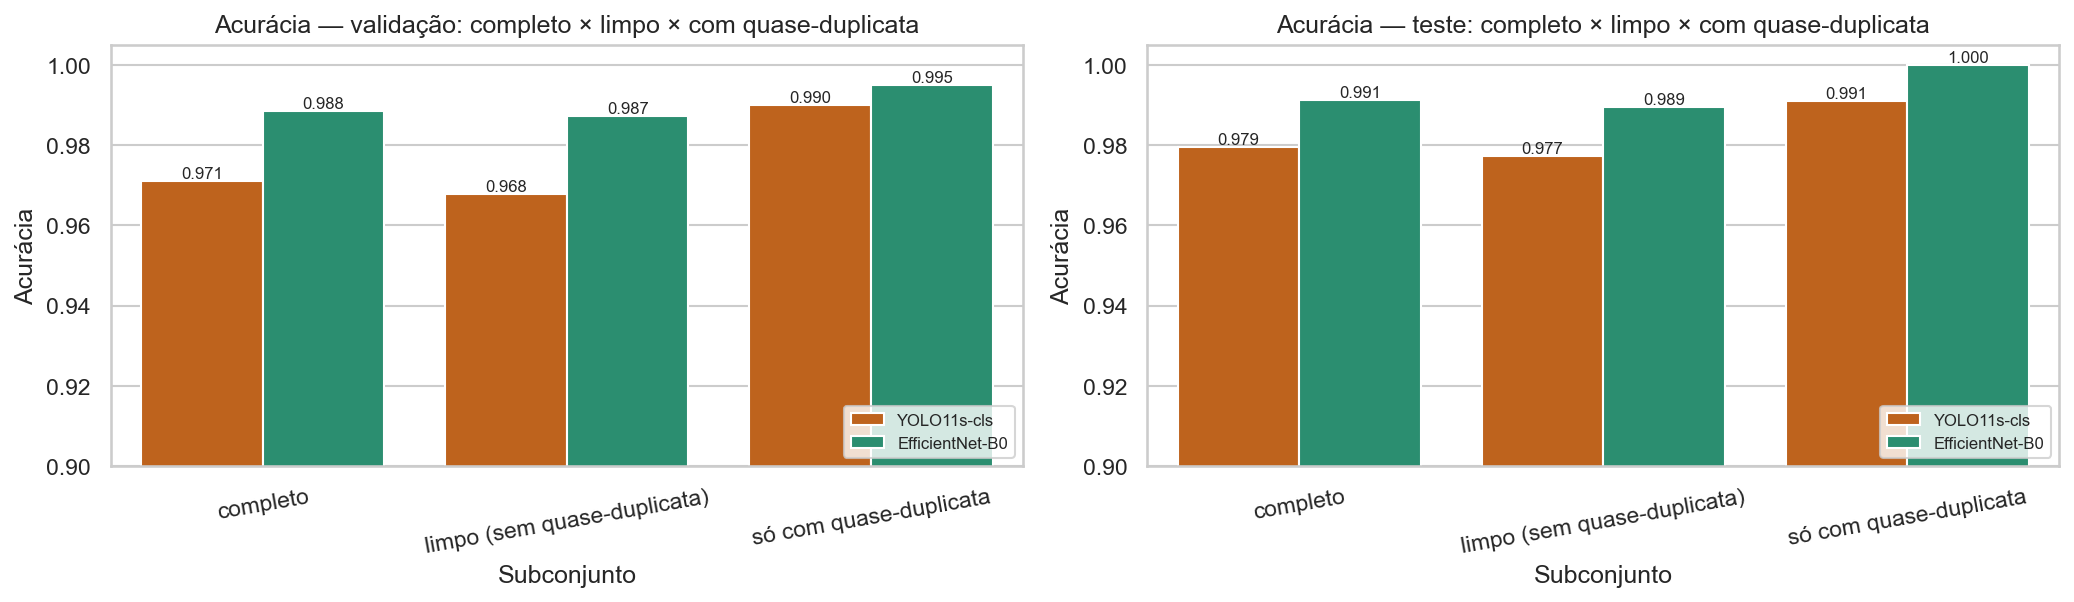 Acurácia — validação: completo × limpo × com quase-duplicata
1.00
0.98
0.96
0.94
0.92
0.90
Acurácia
0.971
0.988
0.968
0.987
0.990
0.995
YOLO11s-cls
EfficientNet-B0
completo
limpo (sem quase-duplicata)
só com quase-duplicata
Subconjunto
Acurácia — teste: completo × limpo × com quase-duplicata
1.00
0.98
0.96
0.94
0.92
0.90
Acurácia
0.979
0.991
0.977
0.989
0.991
1.000
YOLO11s-cls
EfficientNet-B0
completo
limpo (sem quase-duplicata)
só com quase-duplicata
Subconjunto